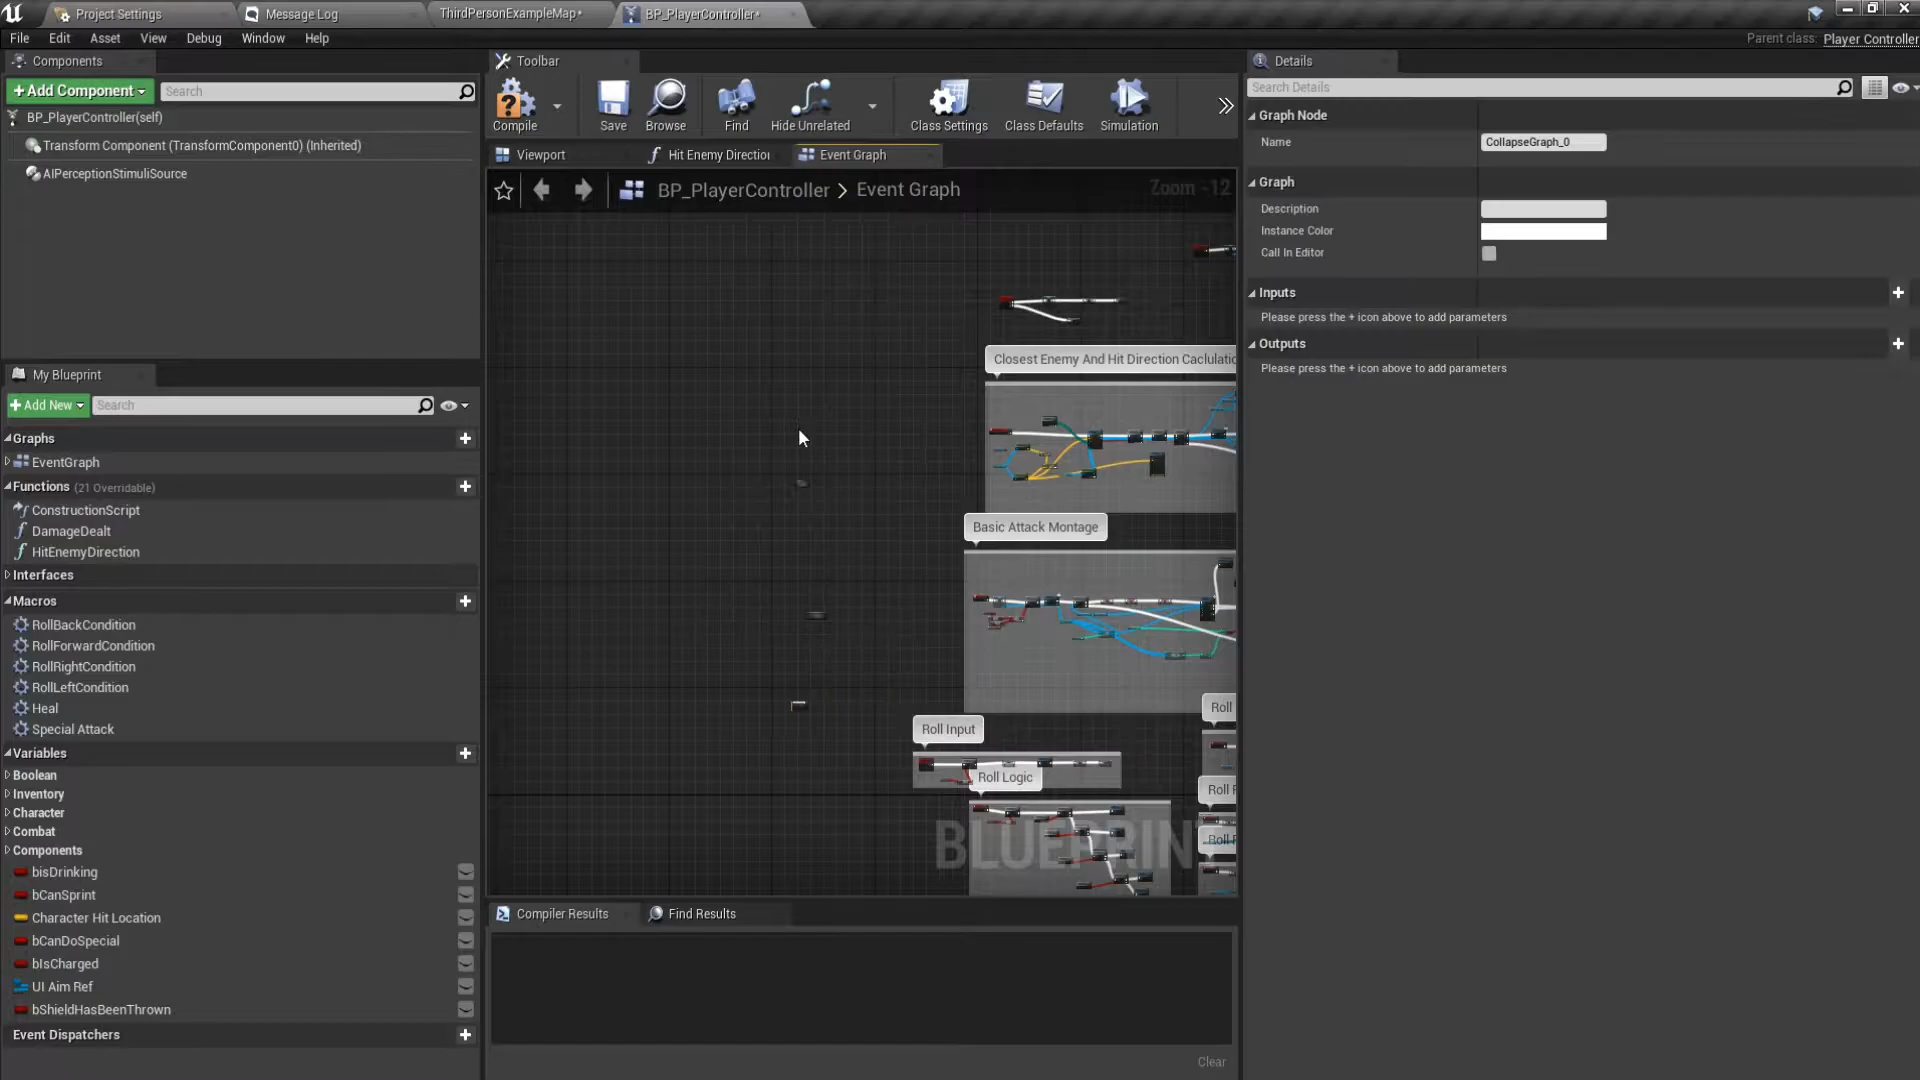 Project Settings
Message Log
ThirdPersonExampleMap*
BP_PlayerController*
File Edit Asset View Debug Window Help
Parent class: Player Controller
Components
+Add Component
Search
BP_PlayerController(self)
Transform Component (TransformComponent0) (Inherited)
AIPerceptionStimuliSource
My Blueprint
+Add New
Search
Graphs
EventGraph
Functions (21 Overridable)
ConstructionScript
DamageDealt
HitEnemyDirection
Interfaces
Macros
RollBackCondition
RollForwardCondition
RollRightCondition
RollLeftCondition
Heal
Special Attack
Variables
Boolean
Inventory
Character
Combat
Components
bisDrinking
bCanSprint
Character Hit Location
bCanDoSpecial
bIsCharged
UI Aim Ref
bShieldHasBeenThrown
Event Dispatchers
Toolbar
Compile
Save
Browse
Find
Hide Unrelated
Class Settings
Class Defaults
Simulation
Viewport
Hit Enemy Direction
Event Graph
BP_PlayerController > Event Graph
Zoom -12
Closest Enemy And Hit Direction Caclulatio
Basic Attack Montage
Roll Input
Roll Logic
Roll
Roll
Roll
BLUEPRINT
Compiler Results
Find Results
Clear
Details
Search Details
Graph Node
Name
CollapseGraph_0
Graph
Description
Instance Color
Call In Editor
Inputs
Please press the + icon above to add parameters
Outputs
Please press the + icon above to add parameters